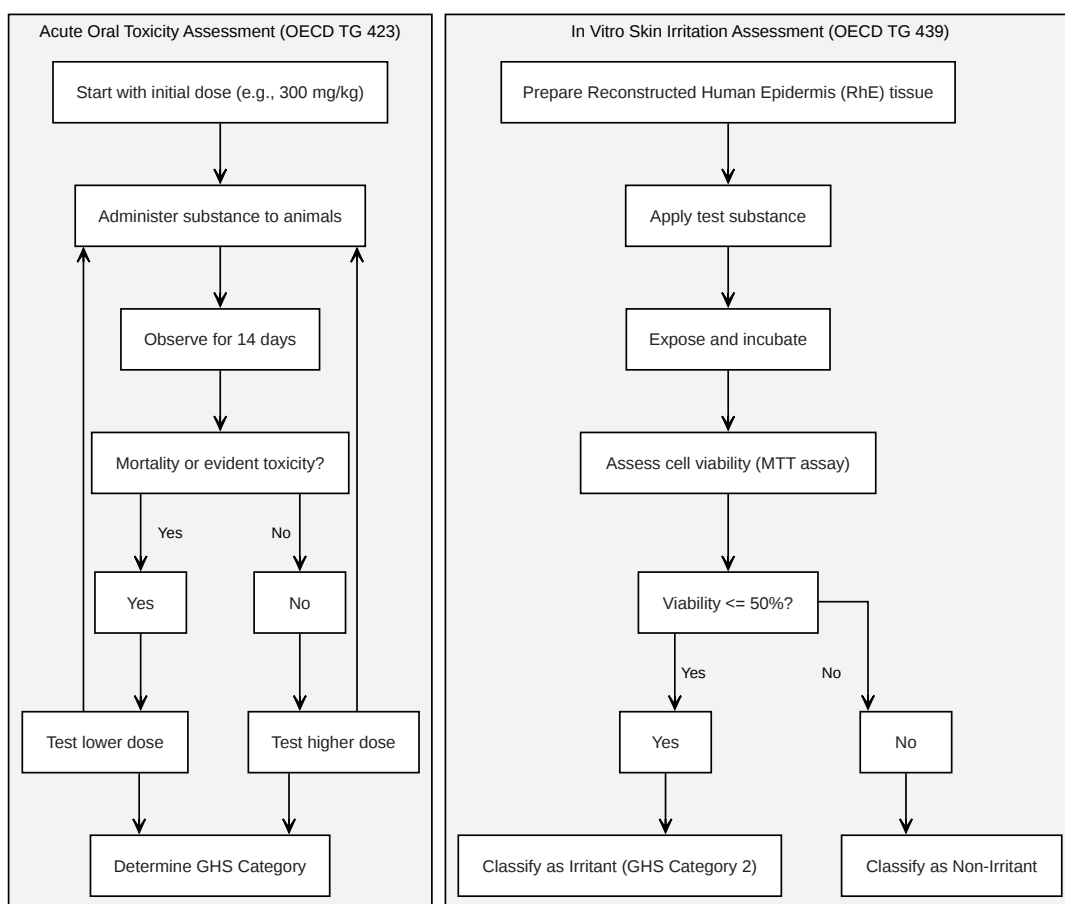 Acute Oral Toxicity Assessment (OECD TG 423)
Start with initial dose (e.g., 300 mg/kg)
Administer substance to animals
Observe for 14 days
Mortality or evident toxicity?
Yes
No
Yes
No
Test lower dose
Test higher dose
Determine GHS Category
In Vitro Skin Irritation Assessment (OECD TG 439)
Prepare Reconstructed Human Epidermis (RhE) tissue
Apply test substance
Expose and incubate
Assess cell viability (MTT assay)
Viability <= 50%?
Yes
No
Yes
No
Classify as Irritant (GHS Category 2)
Classify as Non-Irritant